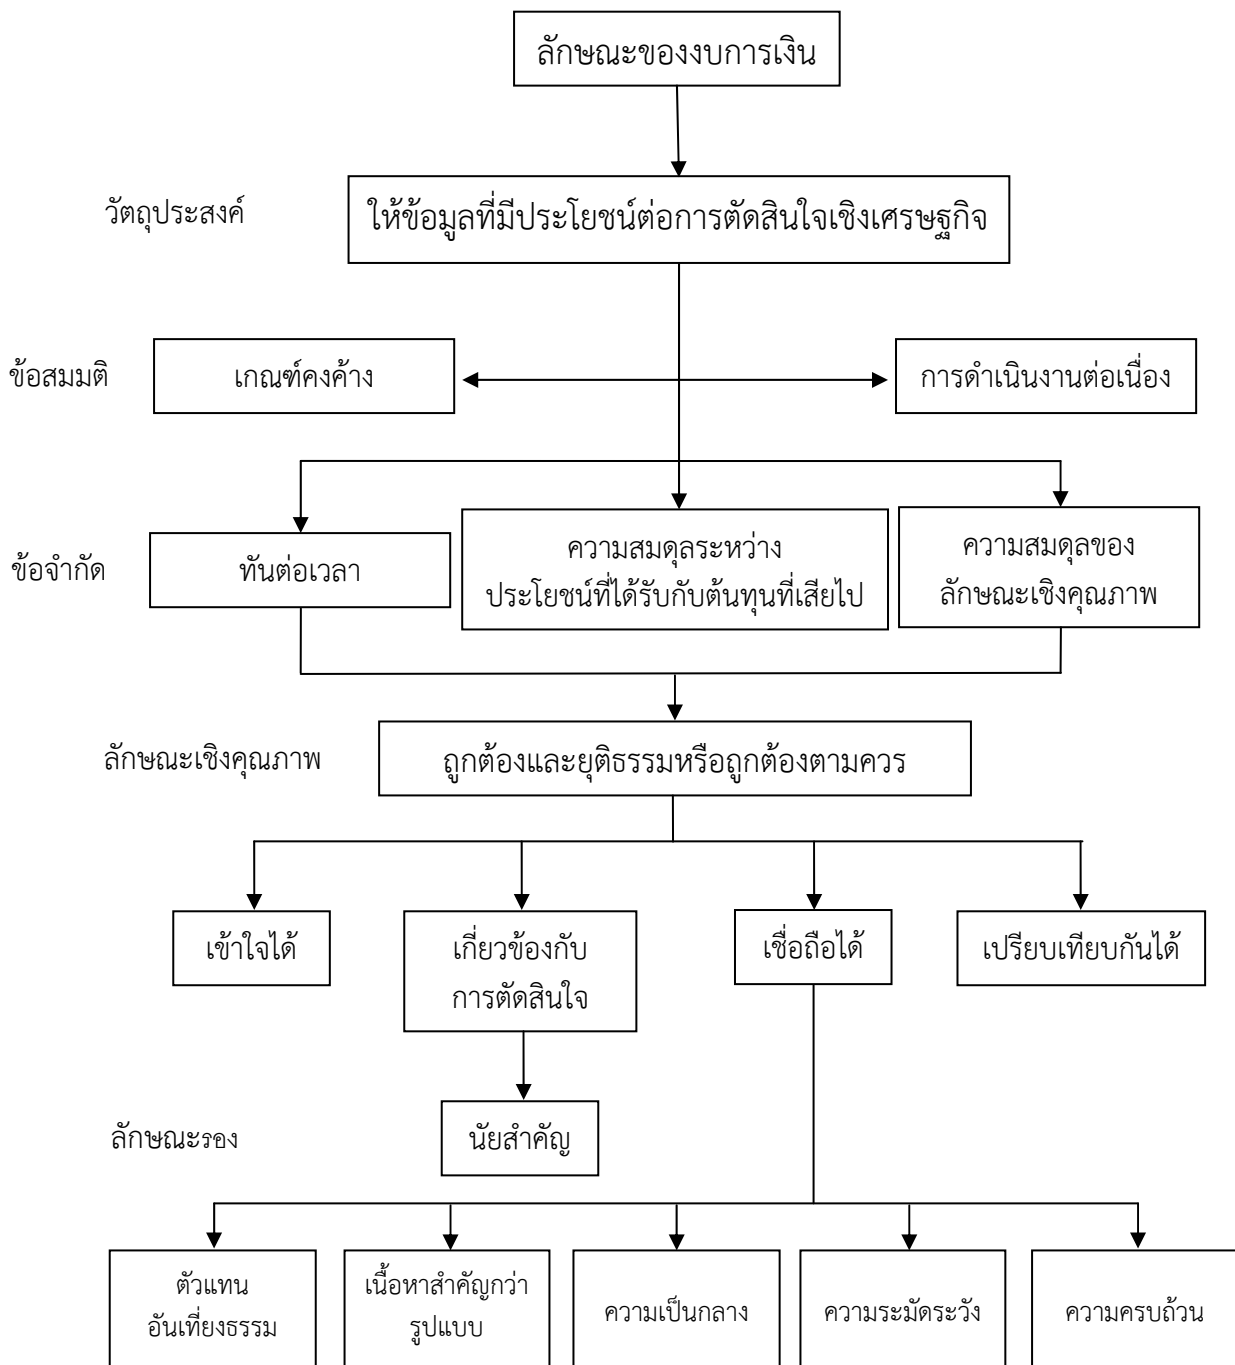 ลักษณะของงบการเงิน
วัตถุประสงค์
ให้ข้อมูลที่มีประโยชน์ต่อการตัดสินใจเชิงเศรษฐกิจ
ข้อสมมติ
เกณฑ์คงค้าง
การดำเนินงานต่อเนื่อง
ข้อจำกัด
ทันต่อเวลา
ความสมดุลระหว่าง
ประโยชน์ที่ได้รับกับต้นทุนที่เสียไป
ความสมดุลของ
ลักษณะเชิงคุณภาพ
ลักษณะเชิงคุณภาพ
ถูกต้องและยุติธรรมหรือถูกต้องตามควร
เข้าใจได้
เกี่ยวข้องกับ
การตัดสินใจ
เชื่อถือได้
เปรียบเทียบกันได้
ลักษณะรอง
นัยสำคัญ
ตัวแทน
อันเที่ยงธรรม
เนื้อหาสำคัญกว่า
รูปแบบ
ความเป็นกลาง
ความระมัดระวัง
ความครบถ้วน